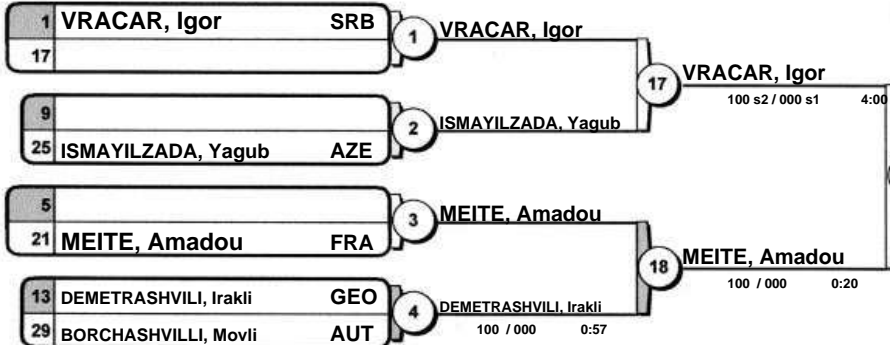 1 VRACAR, Igor SRB
17
1
VRACAR, Igor
9
25 ISMAYILZADA, Yagub AZE
2
ISMAYILZADA, Yagub
17
VRACAR, Igor
100 s2 / 000 s1 4:00
5
21 MEITE, Amadou FRA
3
MEITE, Amadou
13 DEMETRASHVILI, Irakli GEO
29 BORCHASHVILLI, Movli AUT
4
DEMETRASHVILI, Irakli
100 / 000 0:57
18
MEITE, Amadou
100 / 000 0:20